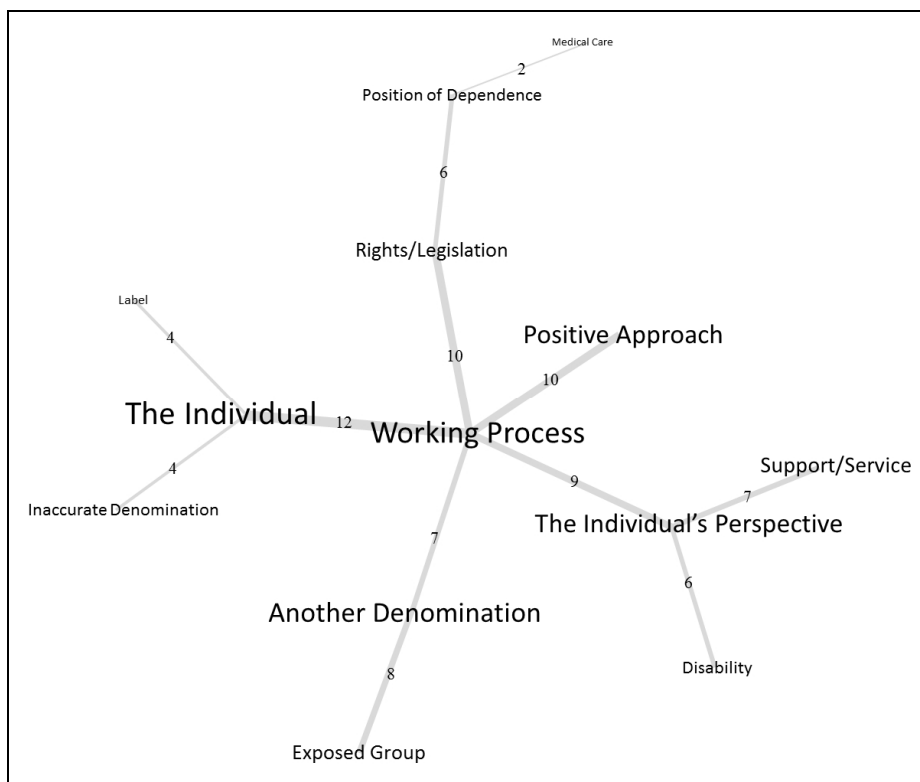 Medical Care
2
Position of Dependence
6
Rights/Legislation
Label
Positive Approach
4
10
10
The Individual
12
Working Process
4
Support/Service
9
7
Inaccurate Denomination
The Individual's Perspective
7
6
Another Denomination
Disability
8
Exposed Group